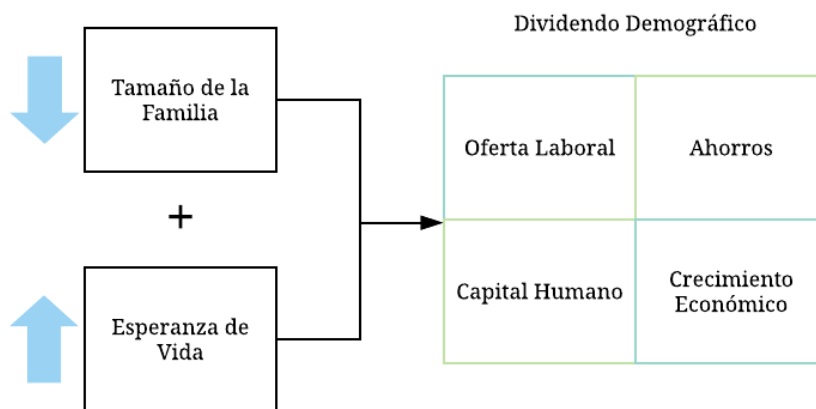 Dividendo Demográfico
Tamaño de la
Familia
+
Esperanza de
Vida
Oferta Laboral
Ahorros
Capital Humano
Crecimiento
Económico